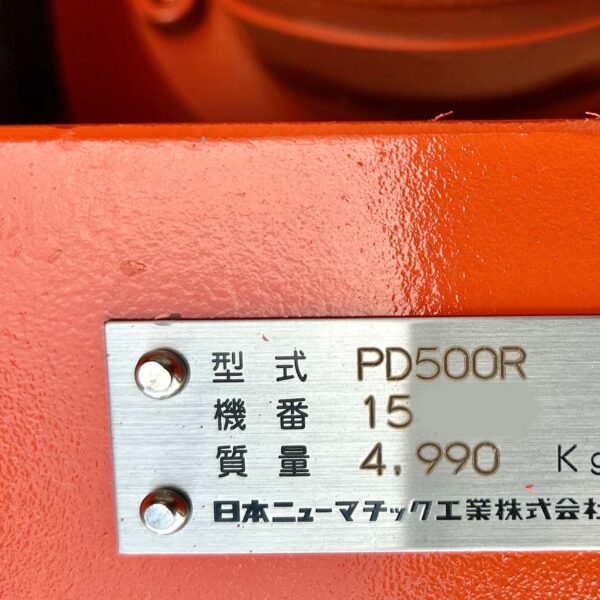 型式 PD500R
機番 15
質量 4,990 Kg
日本ニューマチック工業株式会社